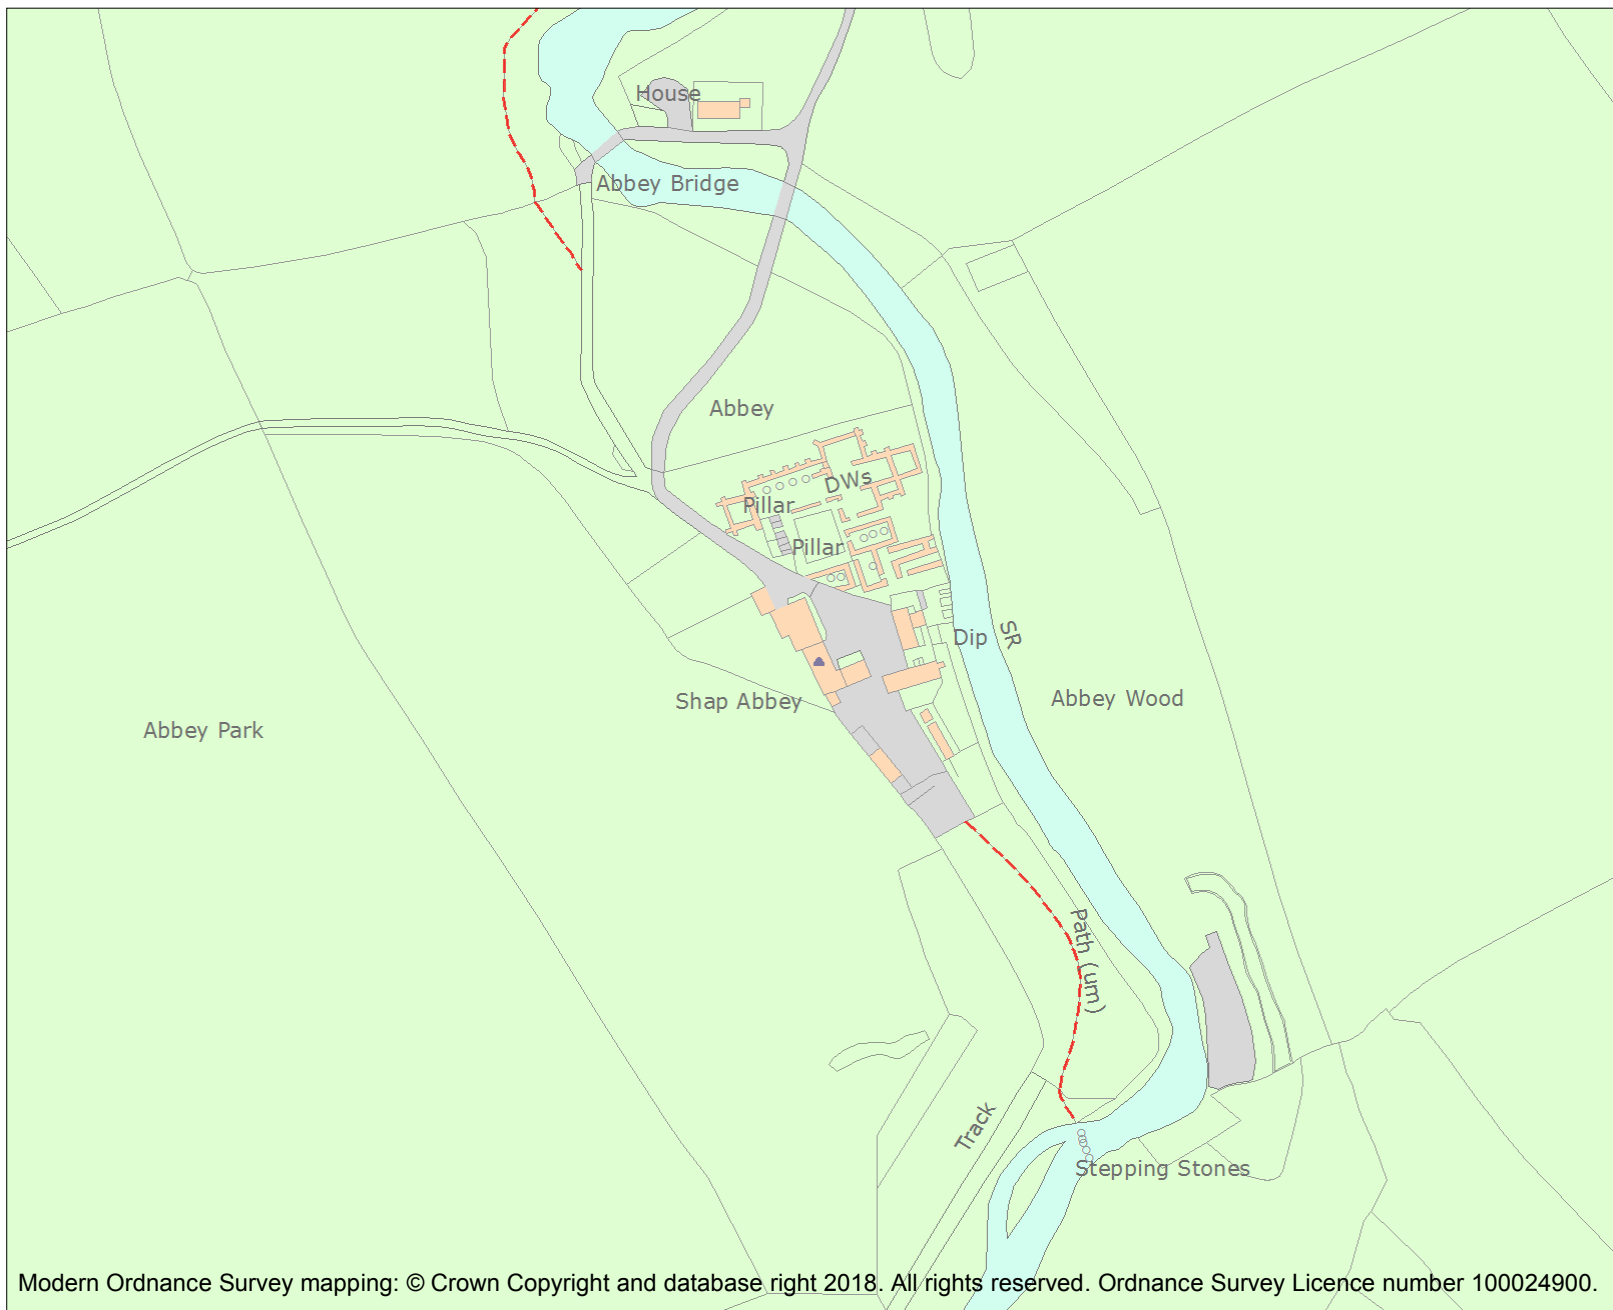 House
Abbey Bridge
Abbey
DWs
Pillar
Pillar
Dip
SR
Shap Abbey
Abbey Wood
Abbey Park
Path (um)
Track
Stepping Stones
Modern Ordnance Survey mapping: © Crown Copyright and database right 2018. All rights reserved. Ordnance Survey Licence number 100024900.